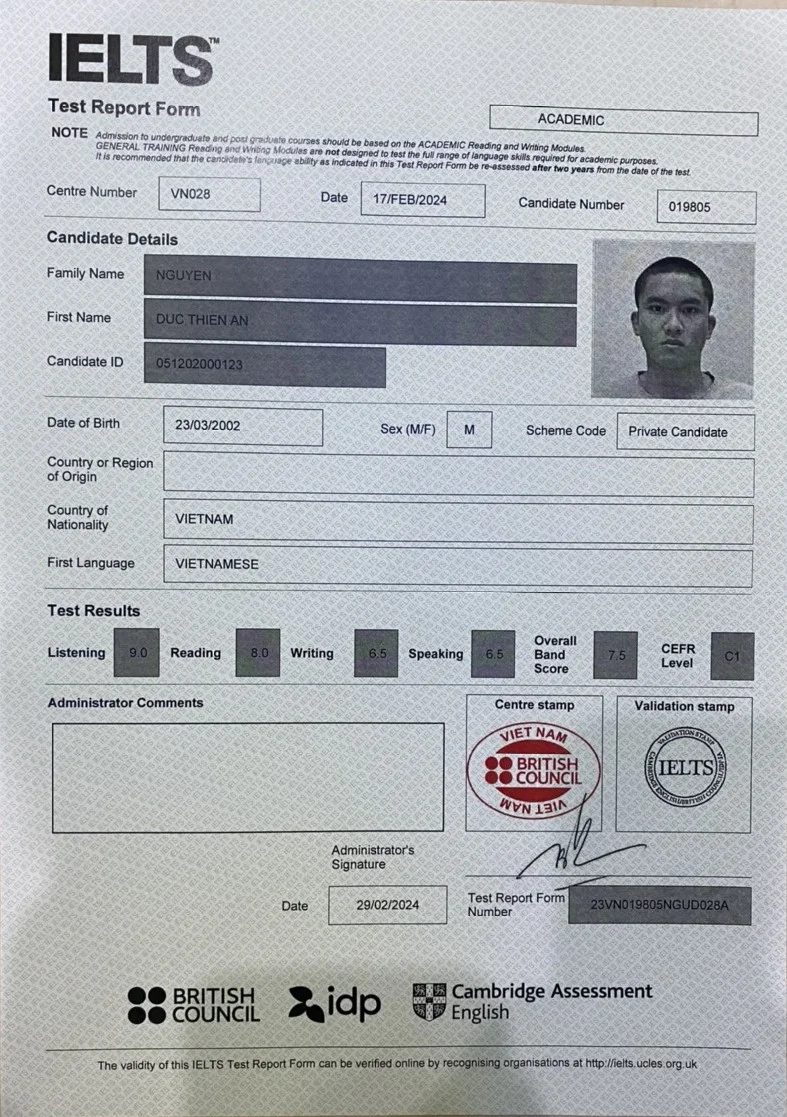 IELTS™
Test Report Form
ACADEMIC
NOTE Admission to undergraduate and post graduate courses should be based on the ACADEMIC Reading and Writing Modules.
GENERAL TRAINING Reading and Writing Modules are not designed to test the full range of language skills required for academic purposes.
It is recommended that the candidate's language ability as indicated in this Test Report Form be re-assessed after two years from the date of the test.
Centre Number VN028 Date 17/FEB/2024 Candidate Number 019805
Candidate Details
Family Name NGUYEN
First Name DUC THIEN AN
Candidate ID 051202000123
Date of Birth 23/03/2002 Sex (M/F) M Scheme Code Private Candidate
Country or Region
of Origin
Country of
Nationality VIETNAM
First Language VIETNAMESE
Test Results
Listening 9.0 Reading 8.0 Writing 6.5 Speaking 6.5 Overall Band Score 7.5 CEFR Level C1
Administrator Comments
Centre stamp
VIET NAM
BRITISH
COUNCIL
VIET NAM
Validation stamp
VALIDATION STAMP
IELTS
Administrator's
Signature
Date 29/02/2024
Test Report Form
Number 23VN019805NGUD028A
BRITISH
COUNCIL
idp
Cambridge Assessment
English
The validity of this IELTS Test Report Form can be verified online by recognising organisations at http://ielts.ucles.org.uk